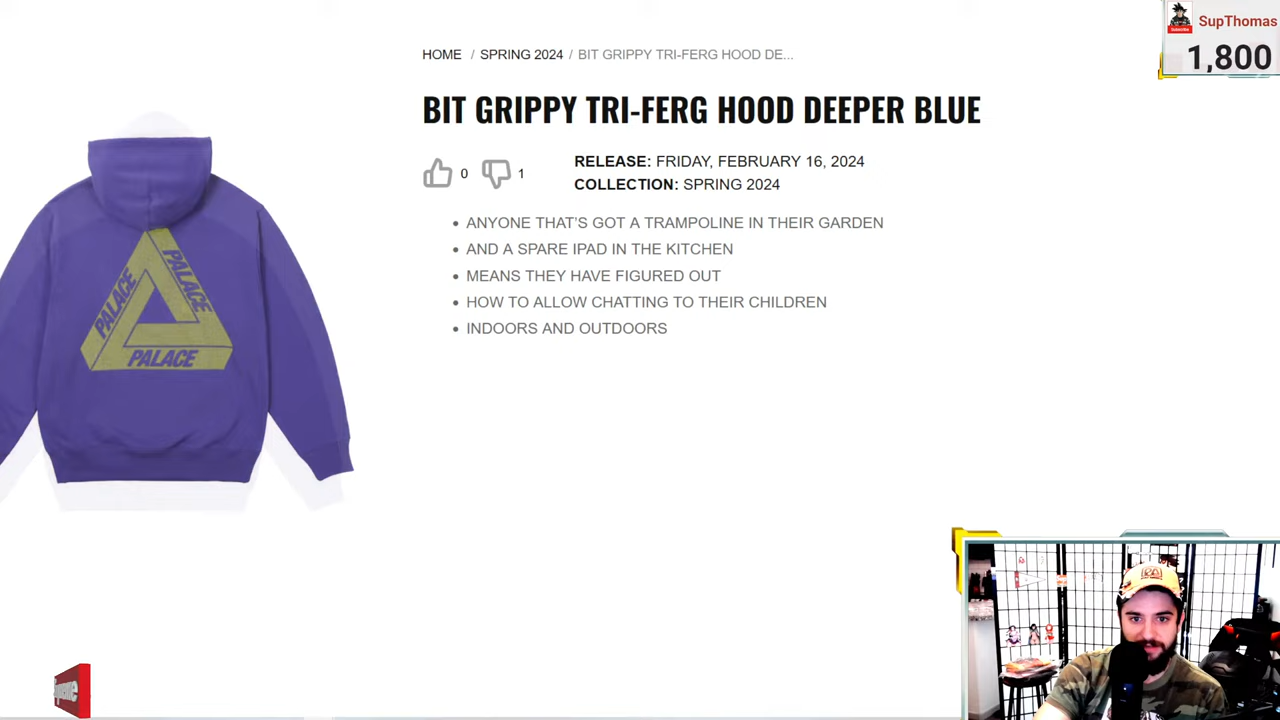 SupThomas
Subscribe
1,800
HOME / SPRING 2024 / BIT GRIPPY TRI-FERG HOOD DE...
BIT GRIPPY TRI-FERG HOOD DEEPER BLUE
0 1
RELEASE: FRIDAY, FEBRUARY 16, 2024
COLLECTION: SPRING 2024
• ANYONE THAT’S GOT A TRAMPOLINE IN THEIR GARDEN
• AND A SPARE IPAD IN THE KITCHEN
• MEANS THEY HAVE FIGURED OUT
• HOW TO ALLOW CHATTING TO THEIR CHILDREN
• INDOORS AND OUTDOORS
PALACE
PALACE
PALACE
Supreme